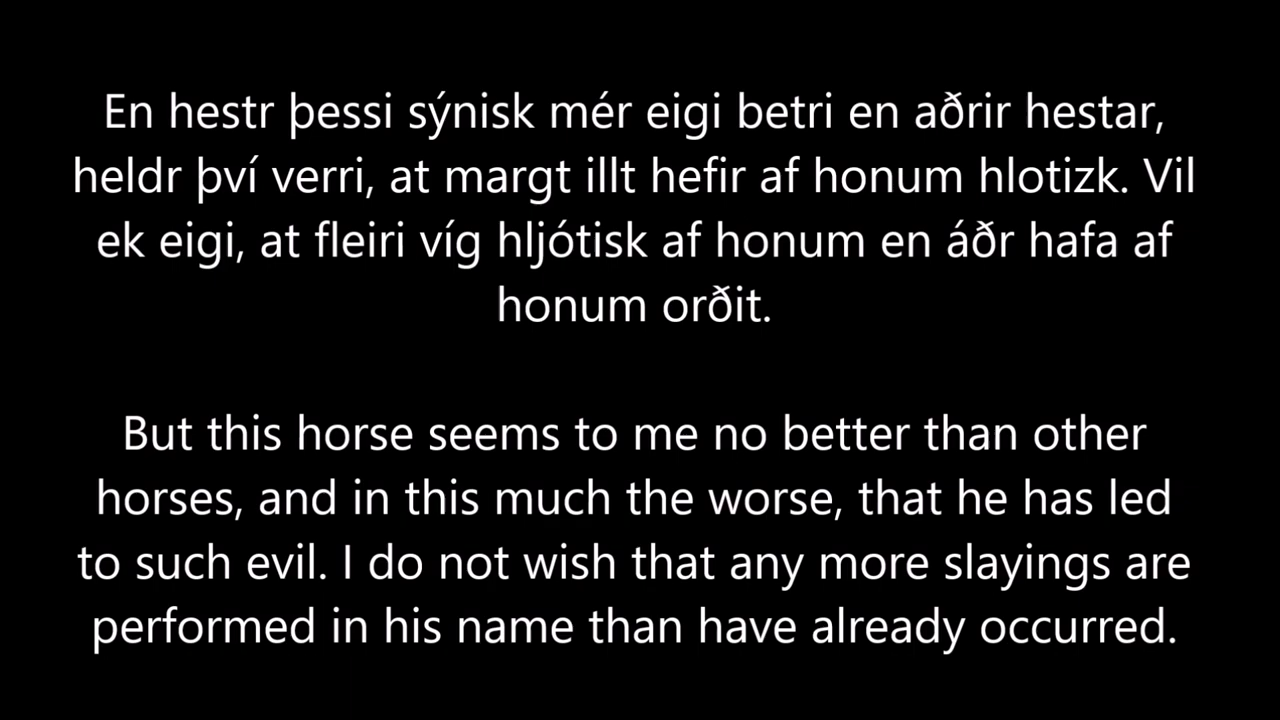 En hestr þessi sýnisk mér eigi betri en aðrir hestar,
heldr því verri, at margt illt hefir af honum hlotizk. Vil
ek eigi, at fleiri víg hljótisk af honum en áðr hafa af
honum orðit.
But this horse seems to me no better than other
horses, and in this much the worse, that he has led
to such evil. I do not wish that any more slayings are
performed in his name than have already occurred.